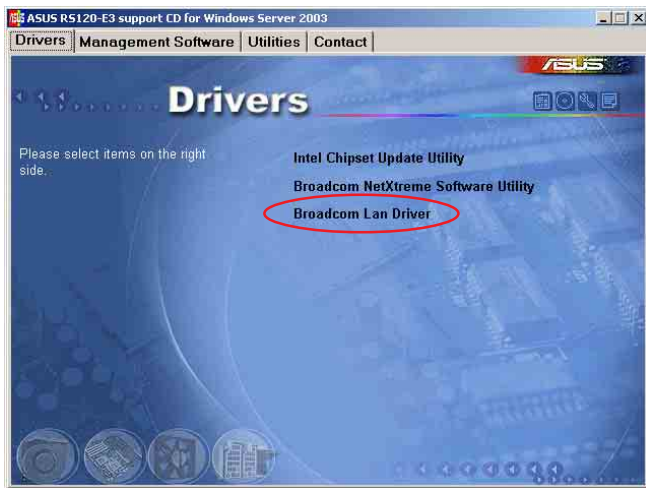 ASUS RS120-E3 support CD for Windows Server 2003
Drivers Management Software Utilities Contact
ASUS
Drivers
Please select items on the right
side.
Intel Chipset Update Utility
Broadcom NetXtreme Software Utility
Broadcom Lan Driver